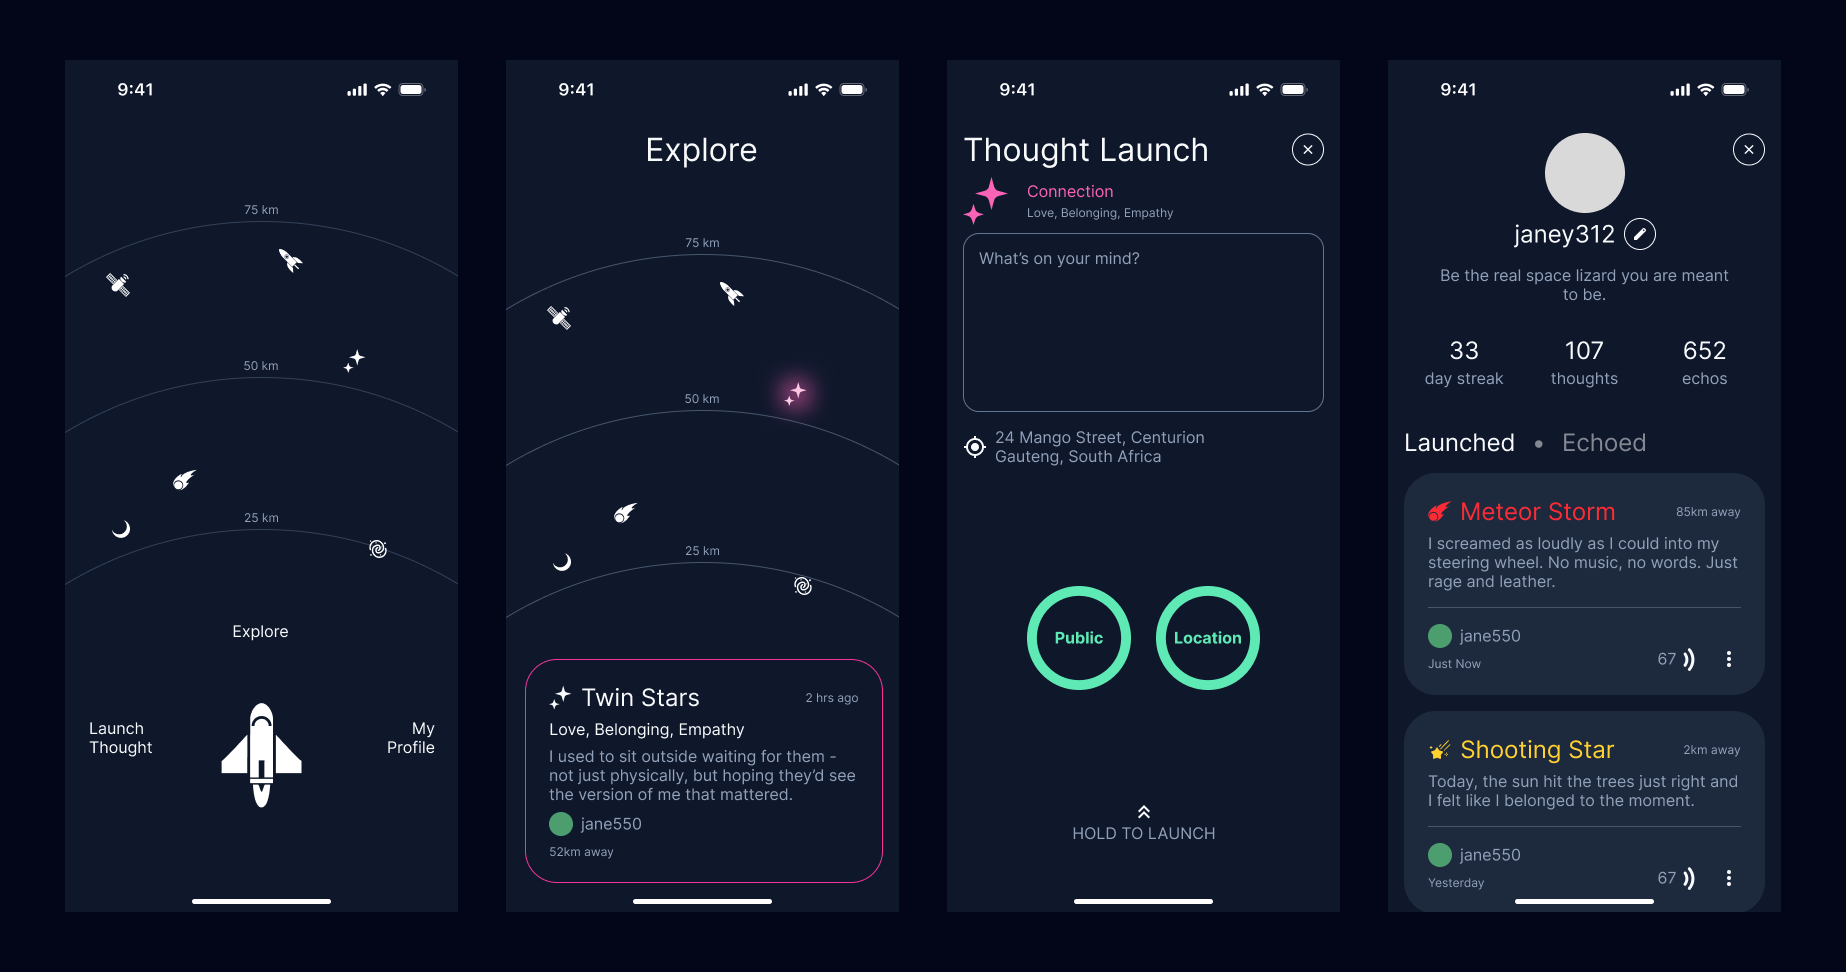 9:41
75 km
50 km
25 km
Explore
Launch
Thought
My
Profile
9:41
Explore
75 km
50 km
25 km
Twin Stars
2 hrs ago
Love, Belonging, Empathy
I used to sit outside waiting for them -
not just physically, but hoping they'd see
the version of me that mattered.
jane550
52km away
9:41
Thought Launch
Connection
Love, Belonging, Empathy
What's on your mind?
24 Mango Street, Centurion
Gauteng, South Africa
Public
Location
HOLD TO LAUNCH
9:41
janey312
Be the real space lizard you are meant
to be.
33
day streak
107
thoughts
652
echos
Launched • Echoed
Meteor Storm
85km away
I screamed as loudly as I could into my
steering wheel. No music, no words. Just
rage and leather.
jane550
Just Now
67
Shooting Star
2km away
Today, the sun hit the trees just right and
I felt like I belonged to the moment.
jane550
Yesterday
67